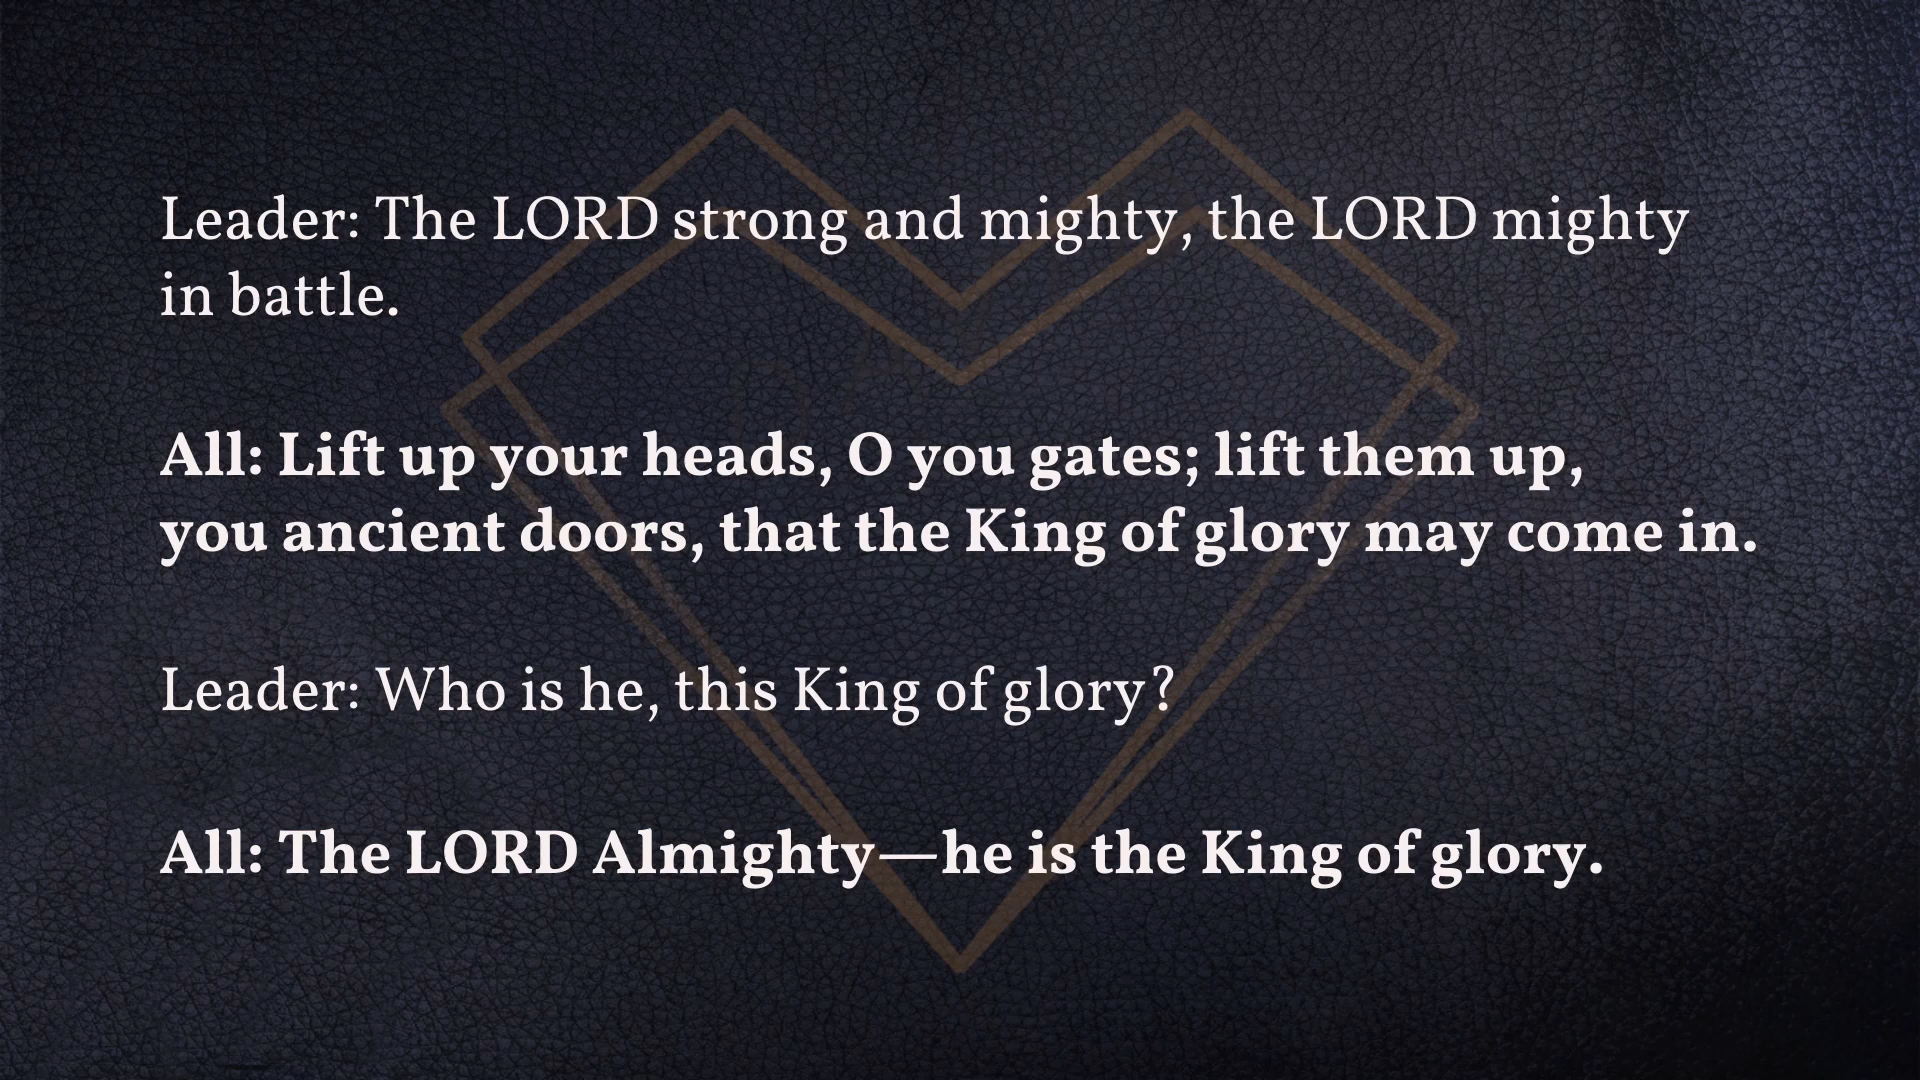 Leader: The LORD strong and mighty, the LORD mighty
in battle.
All: Lift up your heads, O you gates; lift them up,
you ancient doors, that the King of glory may come in.
Leader: Who is he, this King of glory?
All: The LORD Almighty—he is the King of glory.